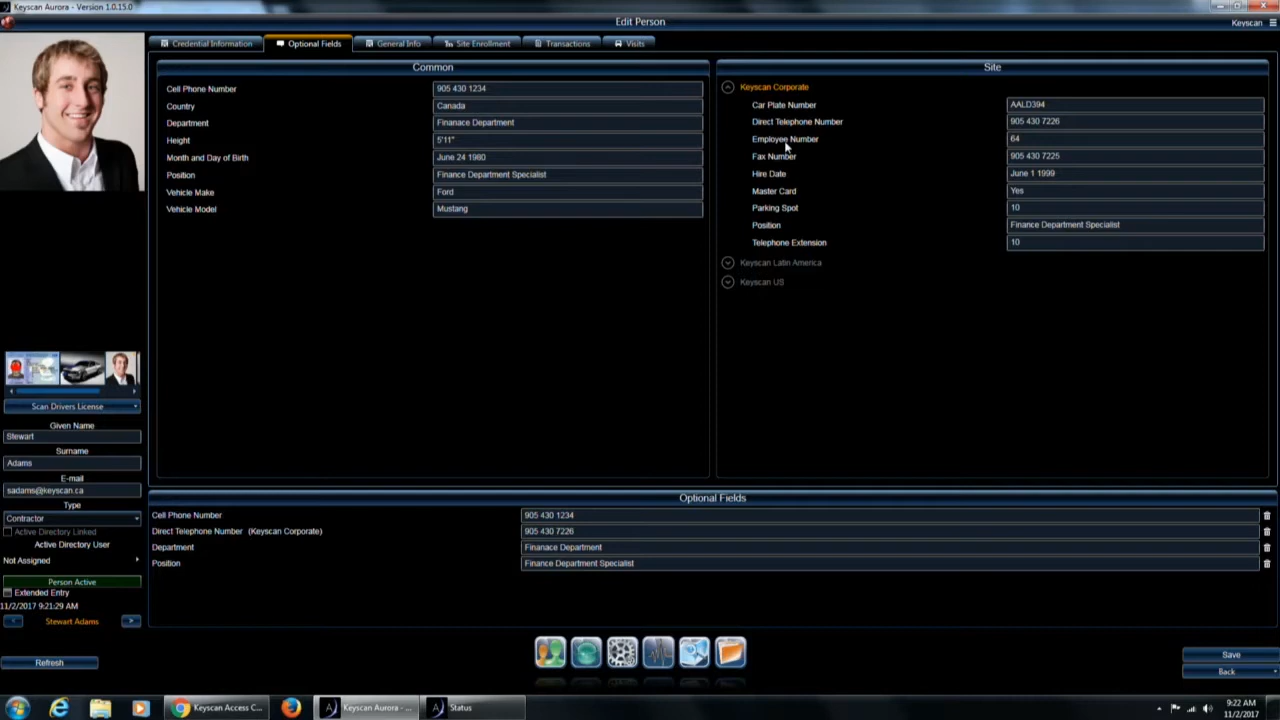 Keyscan Aurora - Version 1.0.15.0
Edit Person
Keyscan
Credential Information
Optional Fields
General Info
Site Enrollment
Transactions
Visits
Common
Cell Phone Number 905 430 1234
Country Canada
Department Finanace Department
Height 5'11"
Month and Day of Birth June 24 1980
Position Finance Department Specialist
Vehicle Make Ford
Vehicle Model Mustang
Site
Keyscan Corporate
Car Plate Number AALD394
Direct Telephone Number 905 430 7226
Employee Number 64
Fax Number 905 430 7225
Hire Date June 1 1999
Master Card Yes
Parking Spot 10
Position Finance Department Specialist
Telephone Extension 10
Keyscan Latin America
Keyscan US
Scan Drivers License
Given Name
Stewart
Surname
Adams
E-mail
sadams@keyscan.ca
Type
Contractor
Active Directory Linked
Active Directory User
Not Assigned
Person Active
Extended Entry
11/2/2017 9:21:29 AM
< Stewart Adams >
Refresh
Optional Fields
Cell Phone Number 905 430 1234
Direct Telephone Number (Keyscan Corporate) 905 430 7226
Department Finanace Department
Position Finance Department Specialist
Save
Back
Keyscan Access C...
Keyscan Aurora - ...
Status
9:22 AM
11/2/2017